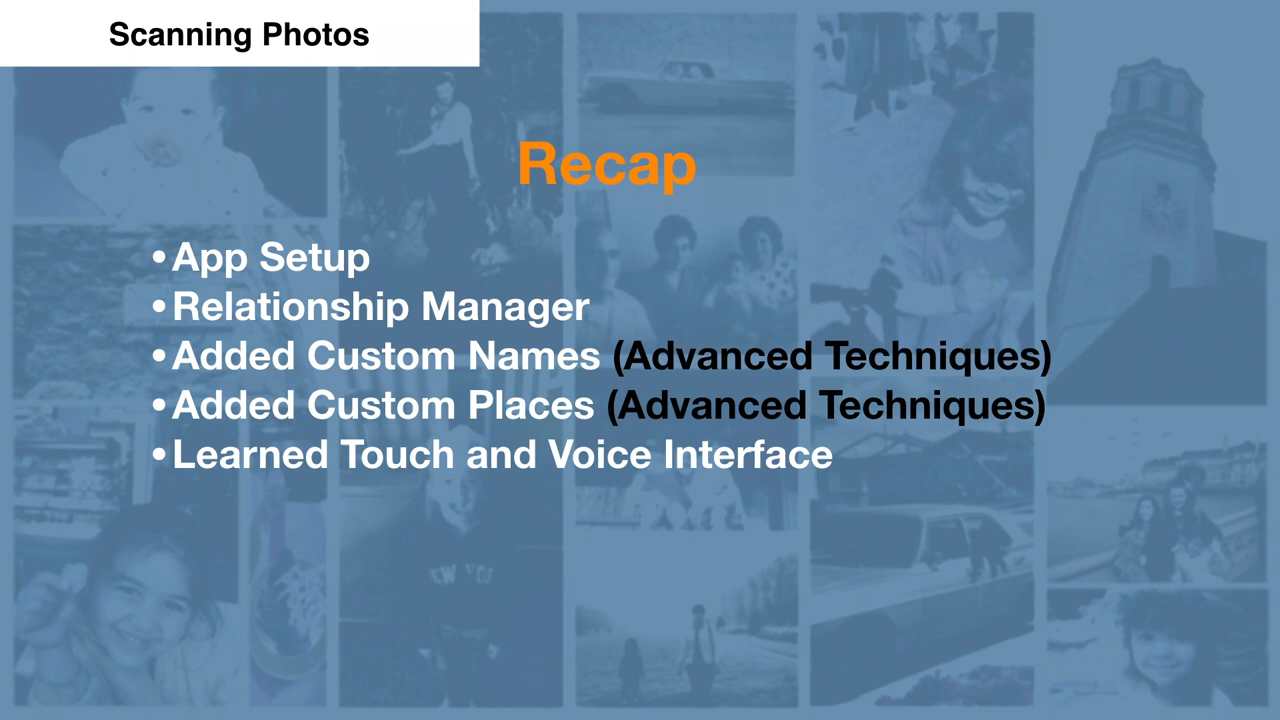 Scanning Photos
Recap
•App Setup
•Relationship Manager
•Added Custom Names (Advanced Techniques)
•Added Custom Places (Advanced Techniques)
•Learned Touch and Voice Interface